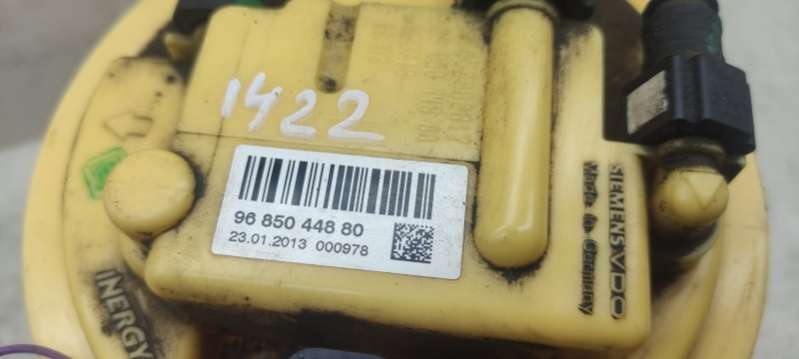 1422
96 850 448 80
23.01.2013 000978
SIEMENS VDO
Made in Germany
iNERGY